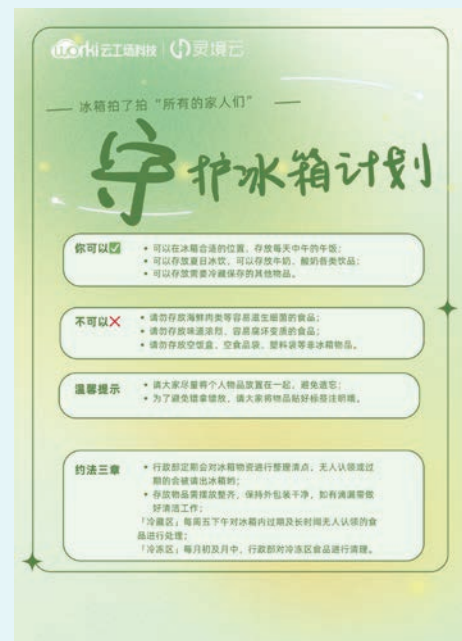 worki云工场科技 | 灵境云
冰箱拍了拍“所有的家人们”
守护冰箱计划
你可以✅
• 可以在冰箱合适的位置，存放每天中午的午饭；
• 可以存放夏日冰饮，可以存放牛奶、酸奶各类饮品；
• 可以存放需要冷藏保存的其他物品。
不可以❌
• 请勿存放海鲜肉类等容易滋生细菌的食品；
• 请勿存放味道浓烈，容易腐坏变质的食品；
• 请勿存放空饭盒，空食品袋、塑料袋等非冰箱物品。
温馨提示
• 请大家尽量将个人物品放置在一起，避免遗忘；
• 为了避免错拿错放，请大家将物品贴好标签注明哦。
约法三章
• 行政部定期会对冰箱物资进行整理清点，无人认领或过
期的会被请出冰箱哟；
• 存放物品需摆放整齐，保持外包装干净，如有滴漏需做
好清洁工作；
「冷藏区」每周五下午对冰箱内过期及长时间无人认领的食
品进行处理；
「冷冻区」每月初及月中，行政部对冷冻区食品进行清理。